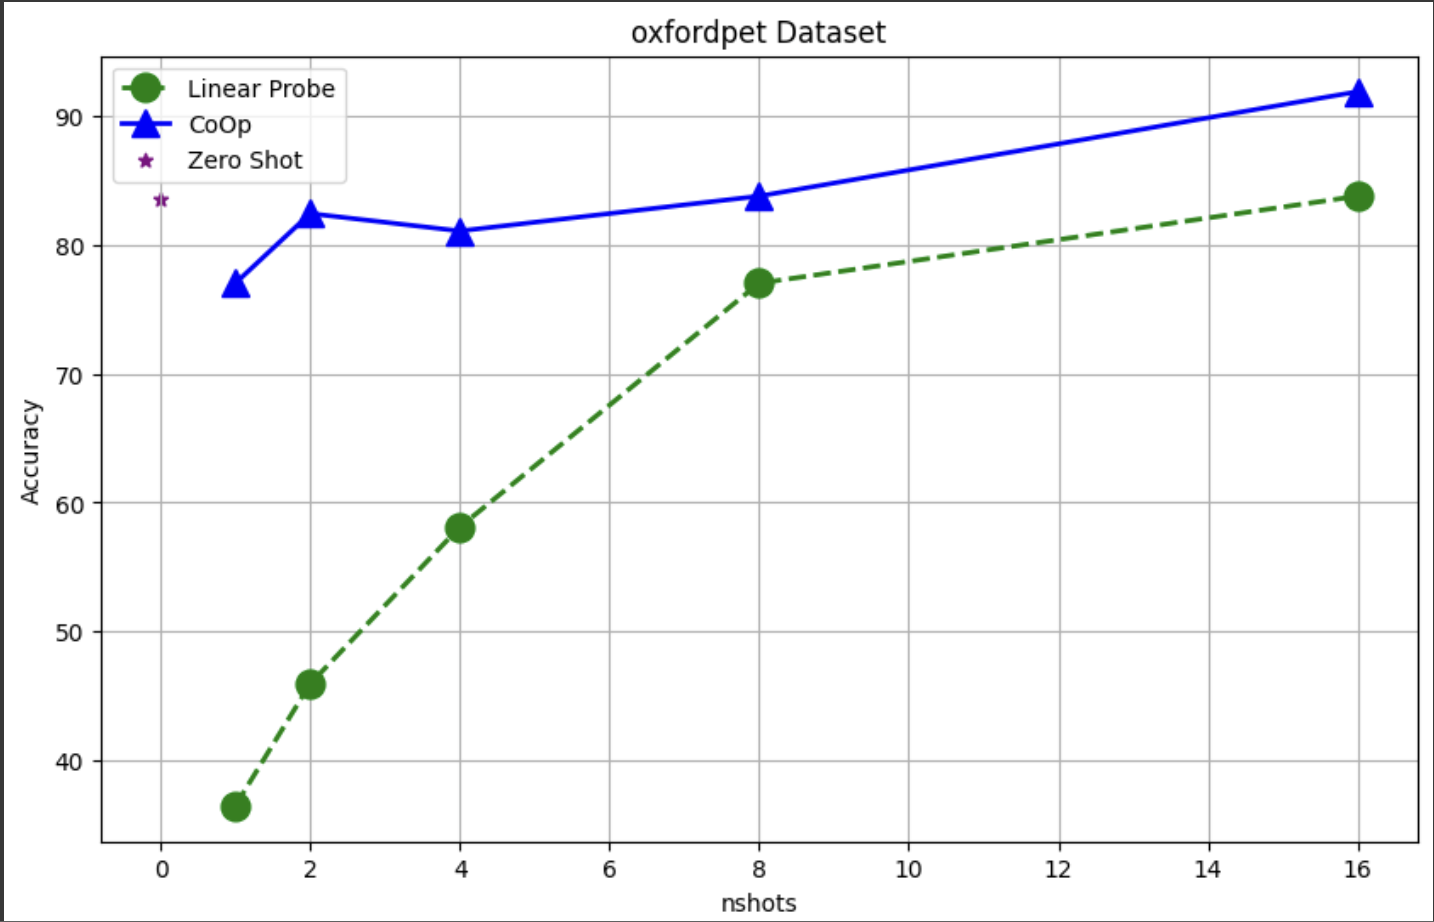 oxfordpet Dataset
Linear Probe
CoOp
Zero Shot
90
80
70
60
50
40
Accuracy
0 2 4 6 8 10 12 14 16
nshots